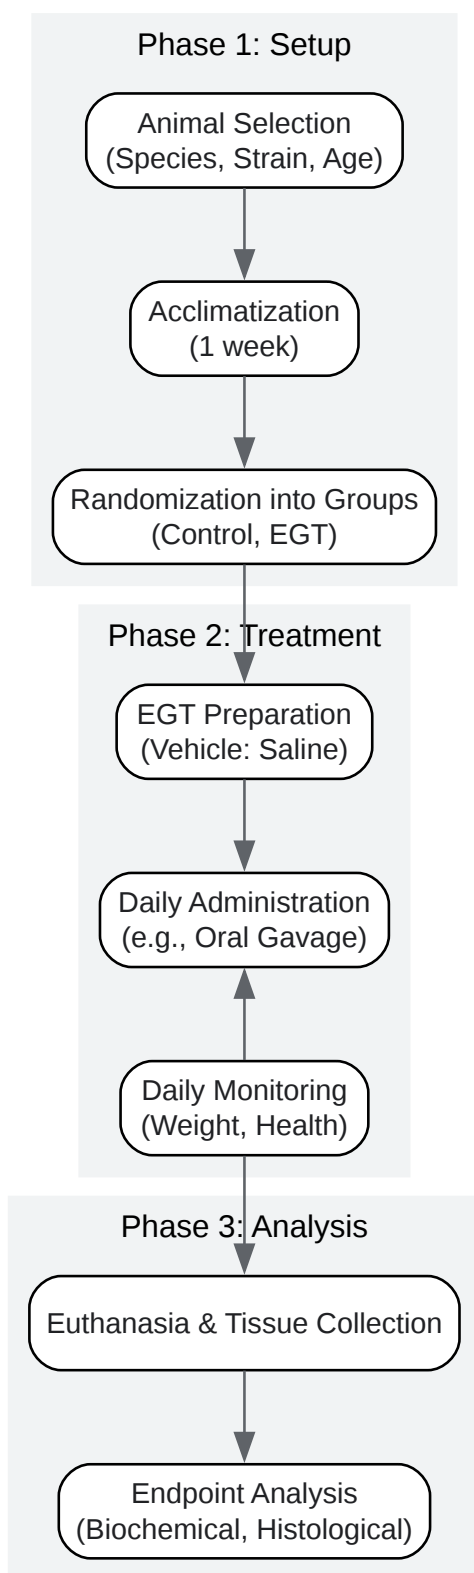 Phase 1: Setup
Animal Selection
(Species, Strain, Age)
Acclimatization
(1 week)
Randomization into Groups
(Control, EGT)
Phase 2: Treatment
EGT Preparation
(Vehicle: Saline)
Daily Administration
(e.g., Oral Gavage)
Daily Monitoring
(Weight, Health)
Phase 3: Analysis
Euthanasia & Tissue Collection
Endpoint Analysis
(Biochemical, Histological)